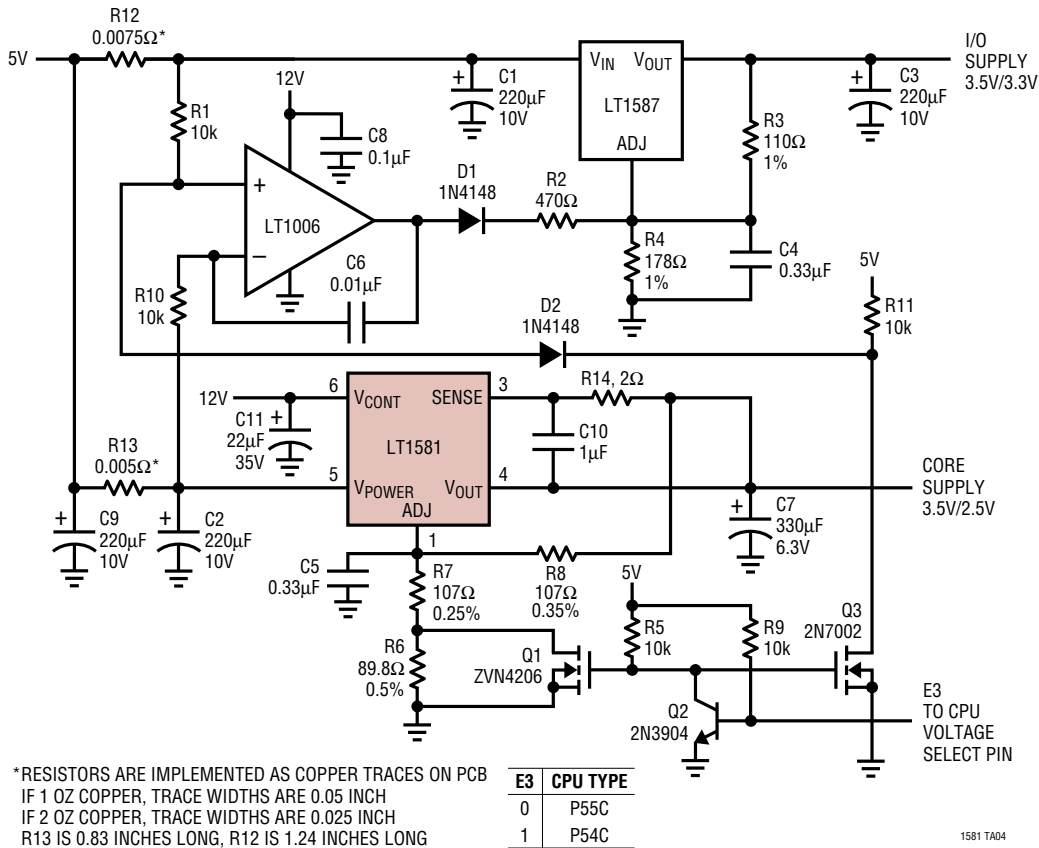 R12
0.0075Ω*
5V
R1
10k
12V
C8
0.1µF
+
C1
220µF
10V
VIN
VOUT
LT1587
ADJ
I/O
SUPPLY
3.5V/3.3V
+
C3
220µF
10V
R3
110Ω
1%
+
LT1006
–
D1
1N4148
R2
470Ω
R4
178Ω
1%
C4
0.33µF
C6
0.01µF
R10
10k
5V
R11
10k
D2
1N4148
12V
C11
+
22µF
35V
6
VCONT
SENSE
3
LT1581
5
VPOWER
VOUT
4
ADJ
1
R14, 2Ω
C10
1µF
R13
0.005Ω*
+
C9
220µF
10V
+
C2
220µF
10V
CORE
SUPPLY
3.5V/2.5V
+
C7
330µF
6.3V
C5
0.33µF
R7
107Ω
0.25%
R8
107Ω
0.35%
R6
89.8Ω
0.5%
Q1
ZVN4206
5V
R5
10k
R9
10k
Q2
2N3904
Q3
2N7002
E3
TO CPU
VOLTAGE
SELECT PIN
*RESISTORS ARE IMPLEMENTED AS COPPER TRACES ON PCB
IF 1 OZ COPPER, TRACE WIDTHS ARE 0.05 INCH
IF 2 OZ COPPER, TRACE WIDTHS ARE 0.025 INCH
R13 IS 0.83 INCHES LONG, R12 IS 1.24 INCHES LONG
E3 CPU TYPE
0 P55C
1 P54C
1581 TA04